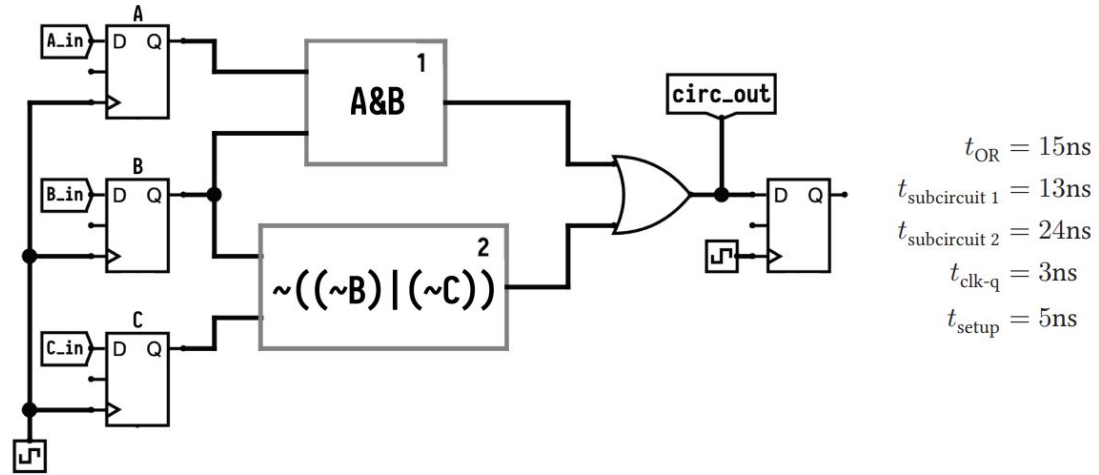 A
A_in
D Q
1
A&B
circ_out
B
B_in
D Q
D Q
2
~((~B)|(~C))
C
C_in
D Q
t_OR = 15ns
t_subcircuit 1 = 13ns
t_subcircuit 2 = 24ns
t_clk-q = 3ns
t_setup = 5ns